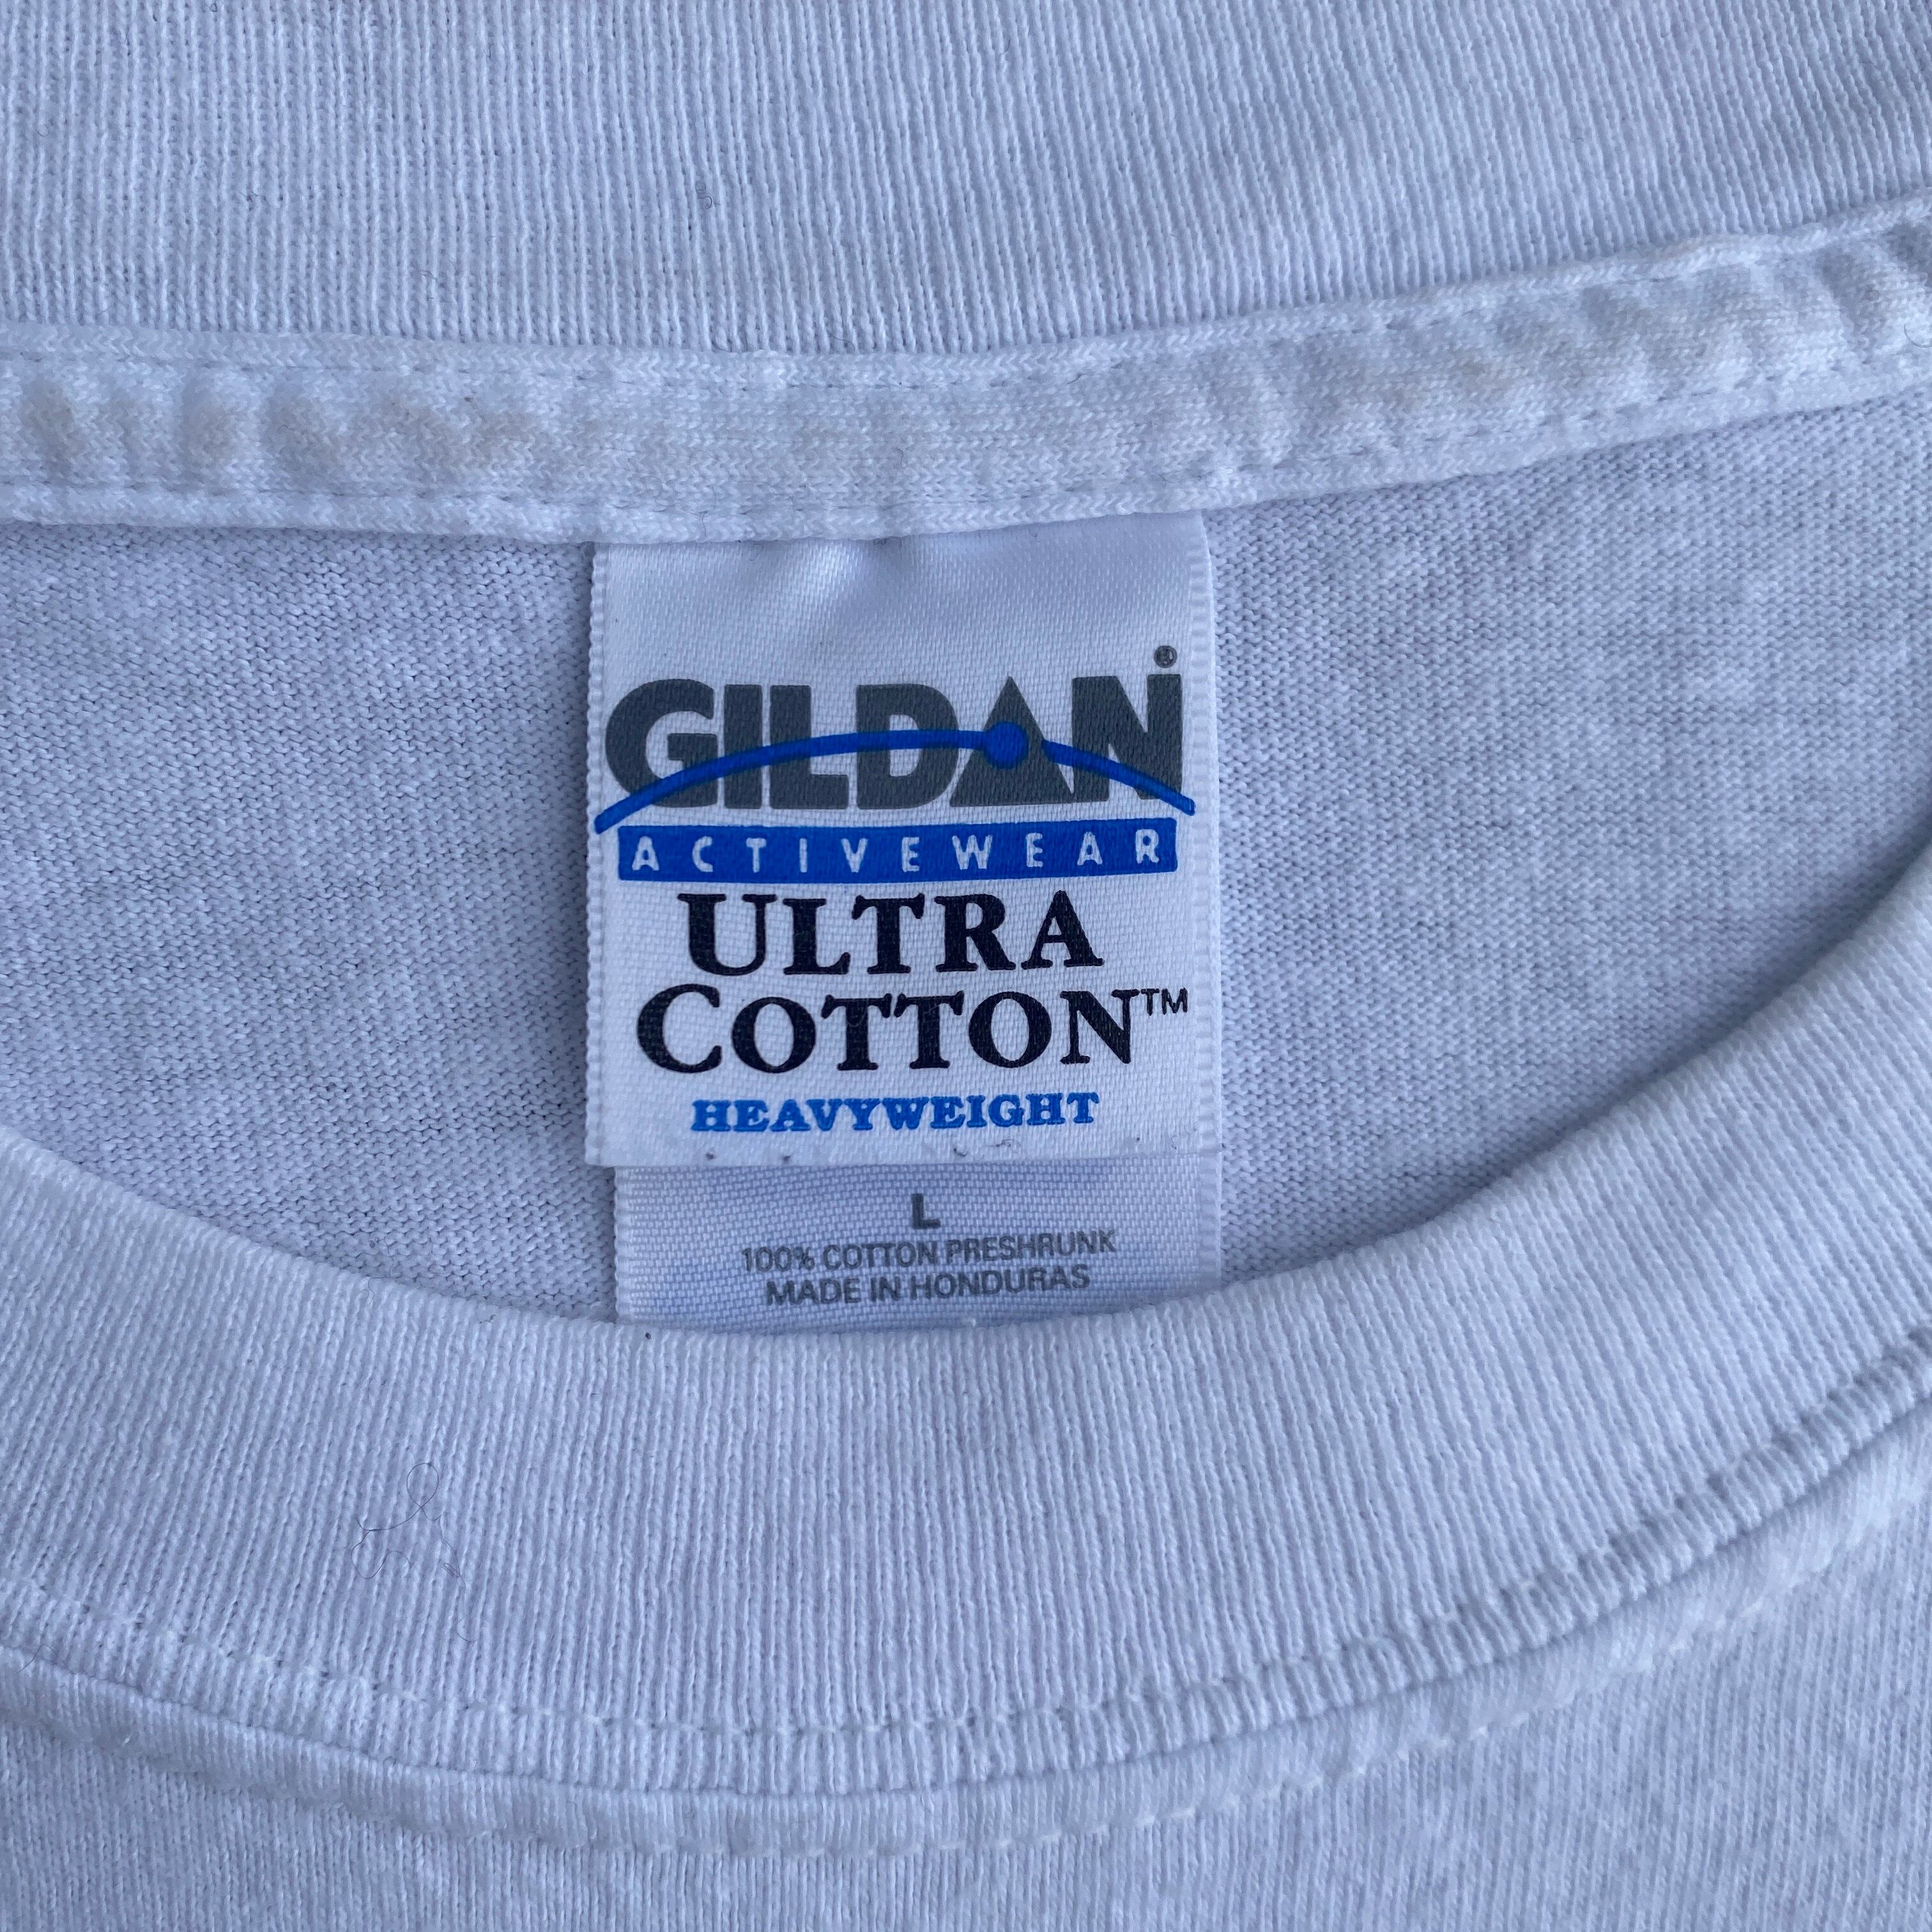 GILDAN®
ACTIVEWEAR
ULTRA
COTTON™
HEAVYWEIGHT
L
100% COTTON PRESHRUNK
MADE IN HONDURAS